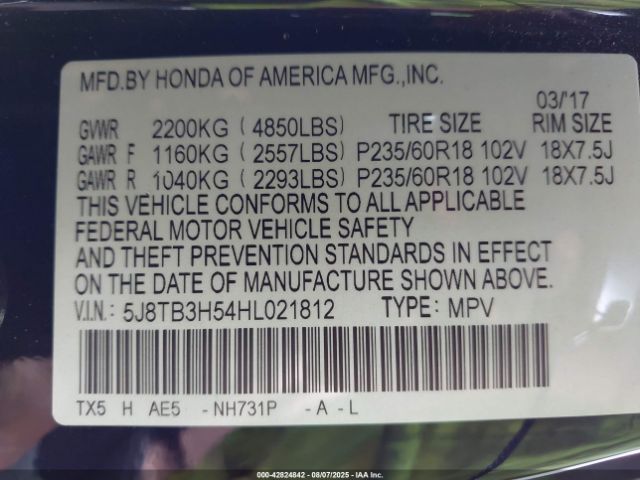 MFD.BY HONDA OF AMERICA MFG.,INC.
03/'17
GVWR 2200KG ( 4850LBS) TIRE SIZE RIM SIZE
GAWR F 1160KG ( 2557LBS) P235/60R18 102V 18X7.5J
GAWR R 1040KG ( 2293LBS) P235/60R18 102V 18X7.5J
THIS VEHICLE CONFORMS TO ALL APPLICABLE
FEDERAL MOTOR VEHICLE SAFETY
AND THEFT PREVENTION STANDARDS IN EFFECT
ON THE DATE OF MANUFACTURE SHOWN ABOVE.
V.I.N.: 5J8TB3H54HL021812 TYPE: MPV
TX5 H AE5 -NH731P -A-L
000-42824842 - 08/07/2025 - IAA Inc.